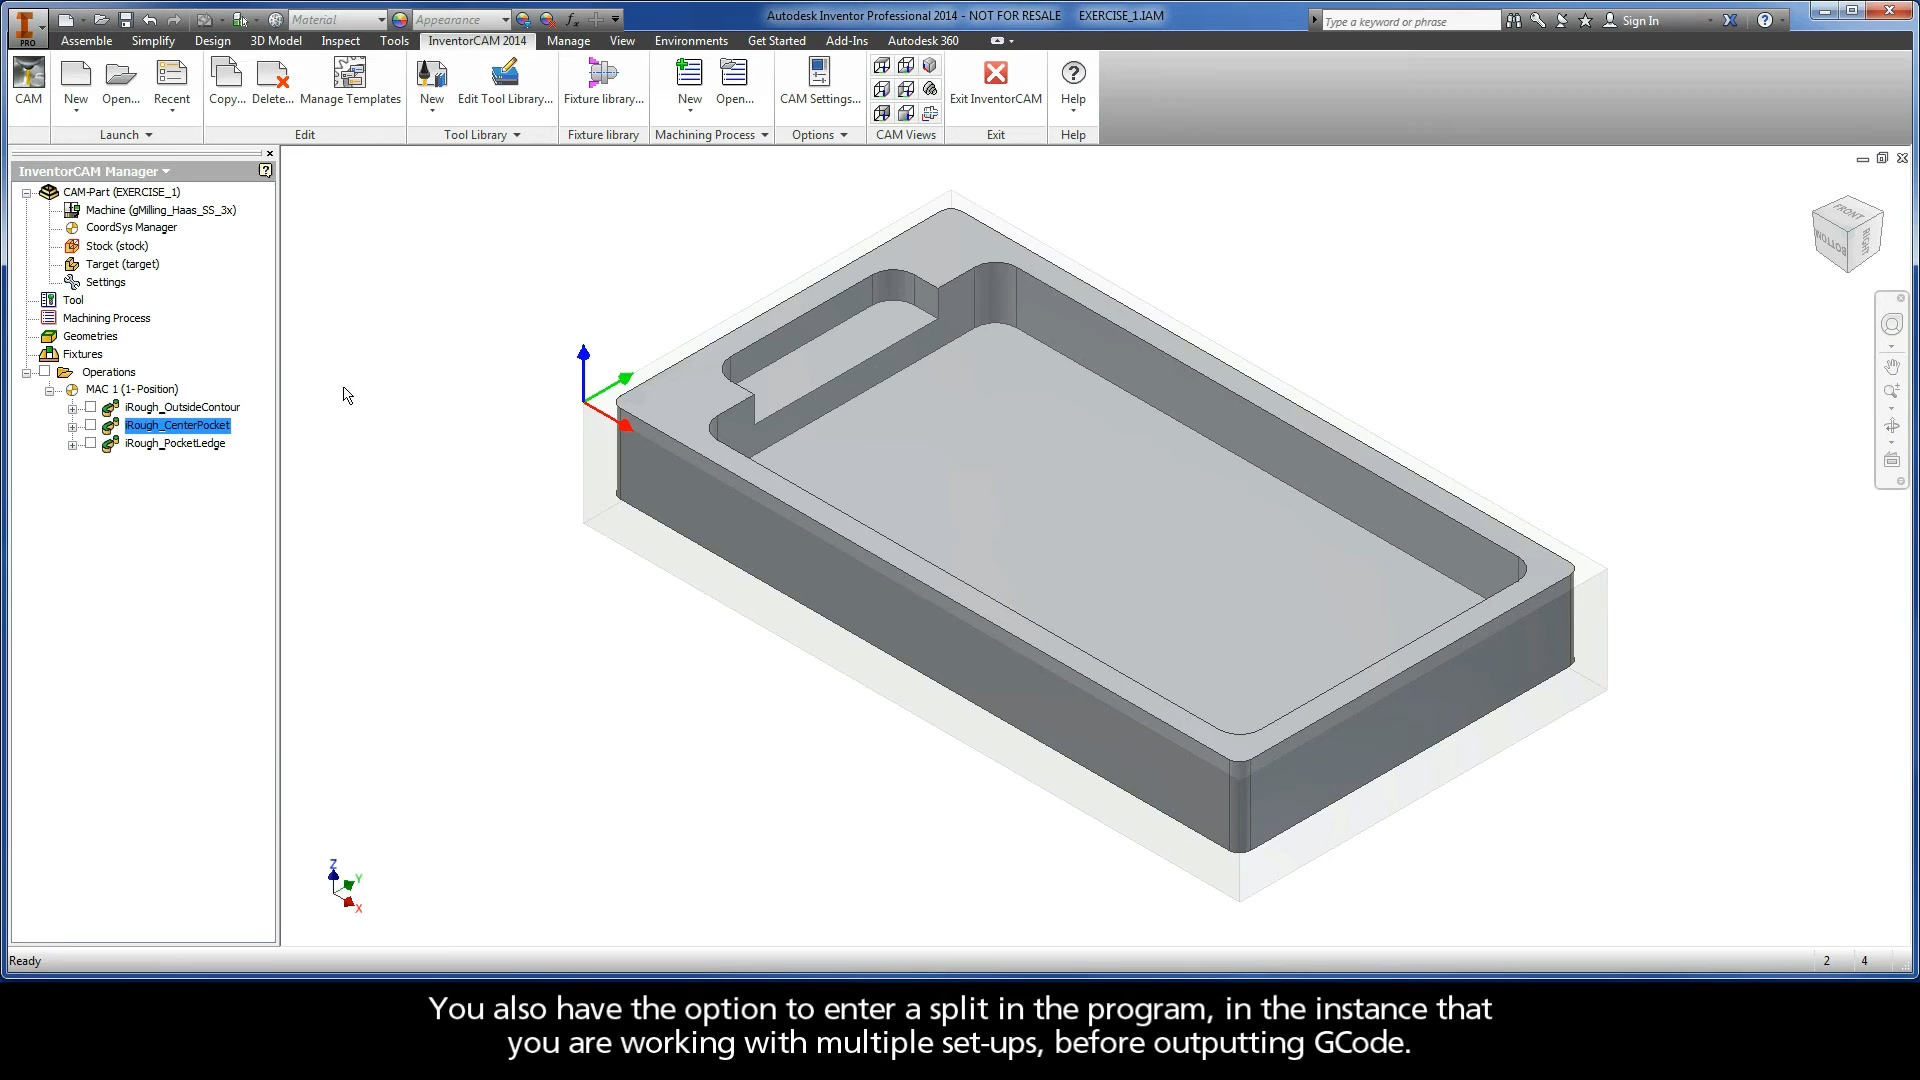 Material
Appearance
Autodesk Inventor Professional 2014 - NOT FOR RESALE EXERCISE_1.IAM
Type a keyword or phrase
Sign In
PRO
Assemble Simplify Design 3D Model Inspect Tools InventorCAM 2014 Manage View Environments Get Started Add-Ins Autodesk 360
CAM New Open... Recent Copy... Delete... Manage Templates New Edit Tool Library... Fixture library... New Open... CAM Settings... Exit InventorCAM Help
Launch Edit Tool Library Fixture library Machining Process Options CAM Views Exit Help
InventorCAM Manager
CAM-Part (EXERCISE_1)
Machine (gMilling_Haas_SS_3x)
CoordSys Manager
Stock (stock)
Target (target)
Settings
Tool
Machining Process
Geometries
Fixtures
Operations
MAC 1 (1- Position)
iRough_OutsideContour
iRough_CenterPocket
iRough_PocketLedge
FRONT
BOTTOM
RIGHT
Z
Y
X
Ready
2 4
You also have the option to enter a split in the program, in the instance that
you are working with multiple set-ups, before outputting GCode.